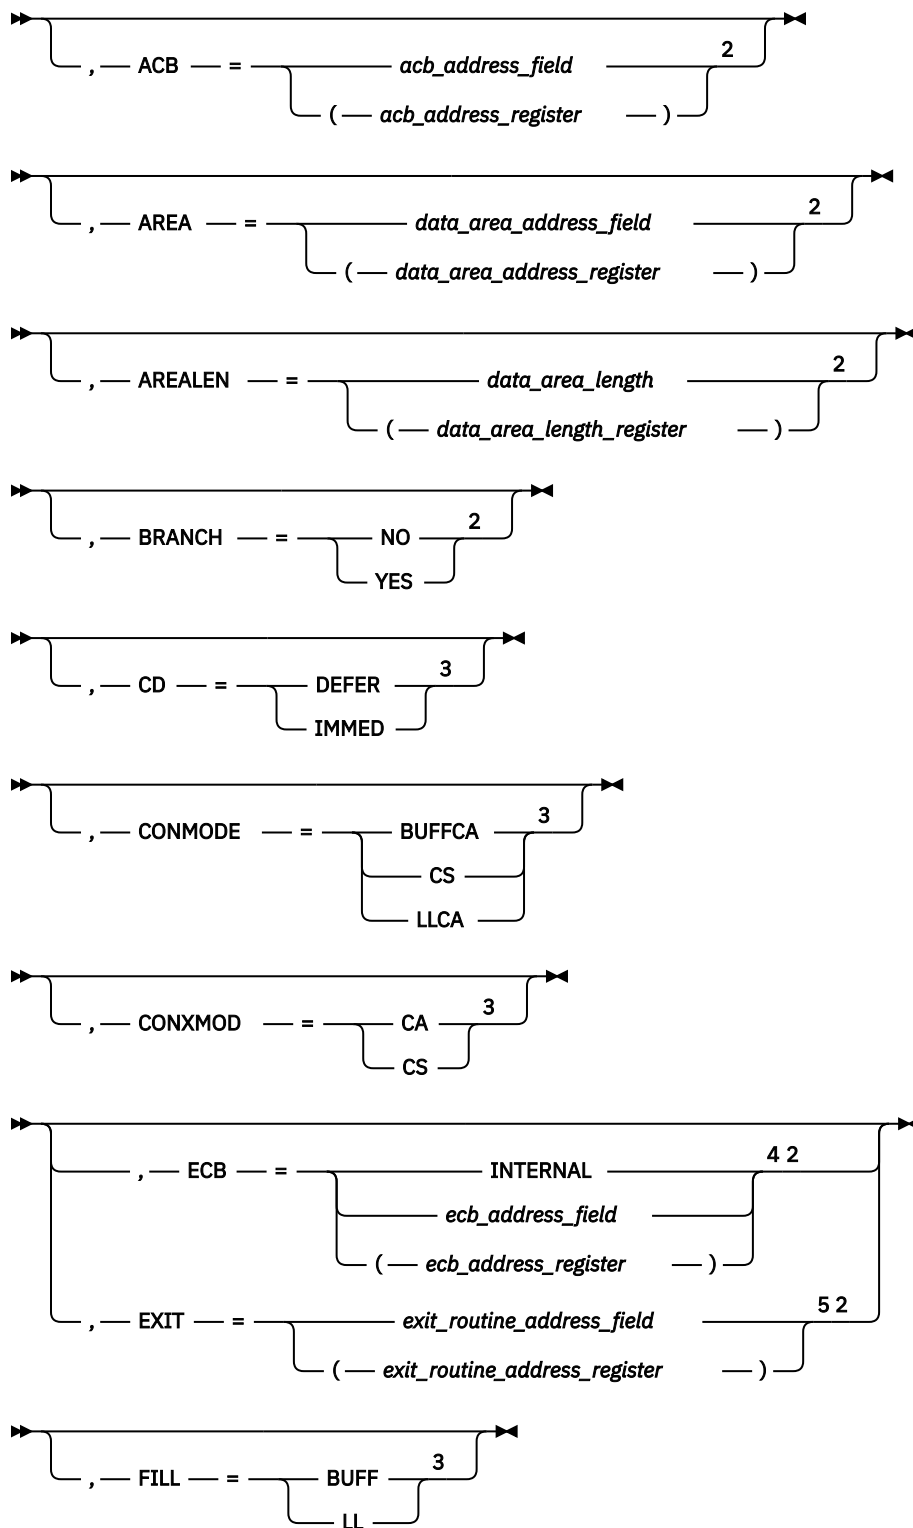 , ACB = acb_address_field 2
( acb_address_register )
, AREA = data_area_address_field 2
( data_area_address_register )
, AREALEN = data_area_length 2
( data_area_length_register )
, BRANCH = NO 2
YES
, CD = DEFER 3
IMMED
, CONMODE = BUFFCA 3
CS
LLCA
, CONXMOD = CA 3
CS
, ECB = INTERNAL 4 2
ecb_address_field
( ecb_address_register )
, EXIT = exit_routine_address_field 5 2
( exit_routine_address_register )
, FILL = BUFF 3
LL